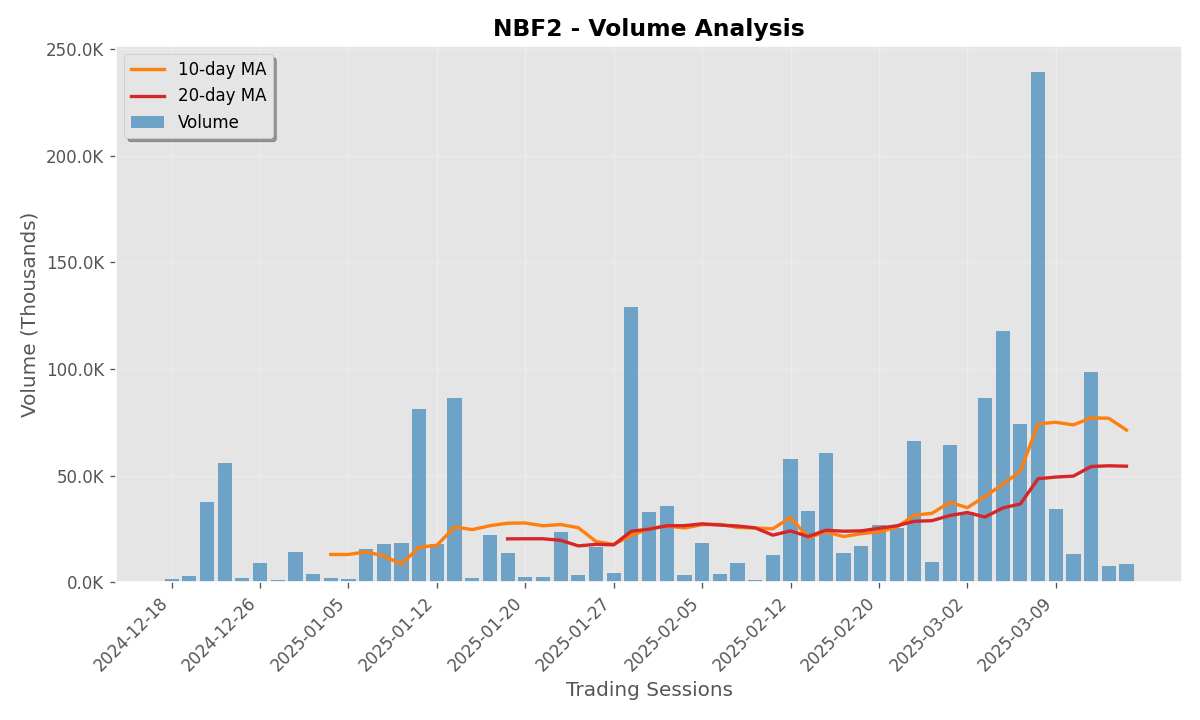 NBF2 - Volume Analysis
10-day MA
20-day MA
Volume
Volume (Thousands)
250.0K
200.0K
150.0K
100.0K
50.0K
0.0K
2024-12-18
2024-12-26
2025-01-05
2025-01-12
2025-01-20
2025-01-27
2025-02-05
2025-02-12
2025-02-20
2025-03-02
2025-03-09
Trading Sessions